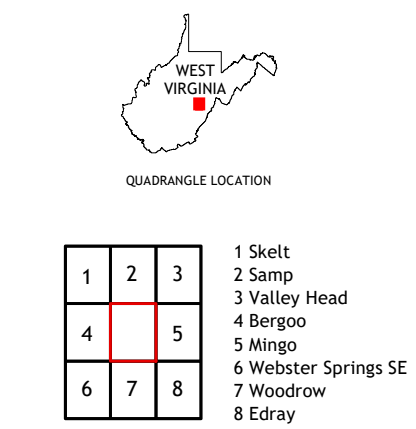 WEST
VIRGINIA
QUADRANGLE LOCATION
1 2 3
4 5
6 7 8
1 Skelt
2 Samp
3 Valley Head
4 Bergoo
5 Mingo
6 Webster Springs SE
7 Woodrow
8 Edray